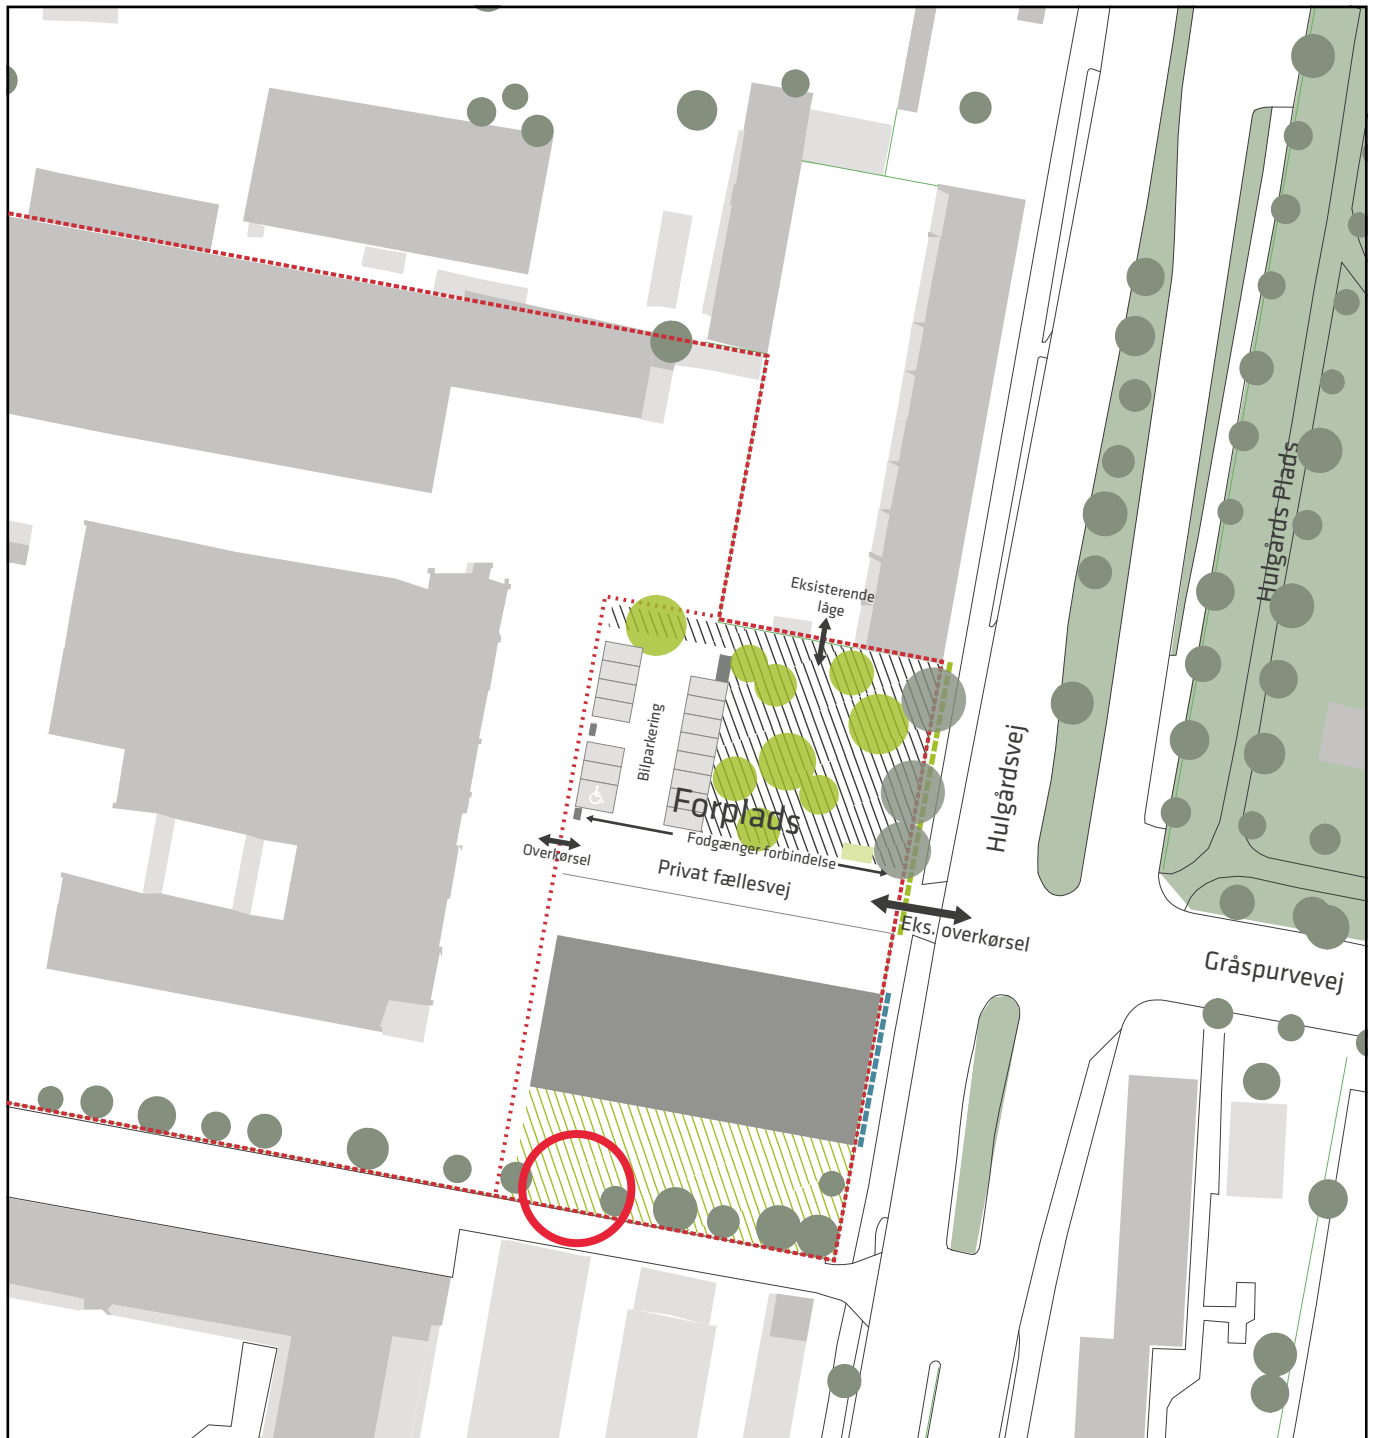 Hulgårds Plads
Eksisterende
låge
Bilparkering
Hulgårdsvej
Forplads
Fodgænger forbindelse
Overkørsel
Privat fællesvej
Eks. overkørsel
Gråspurvevej